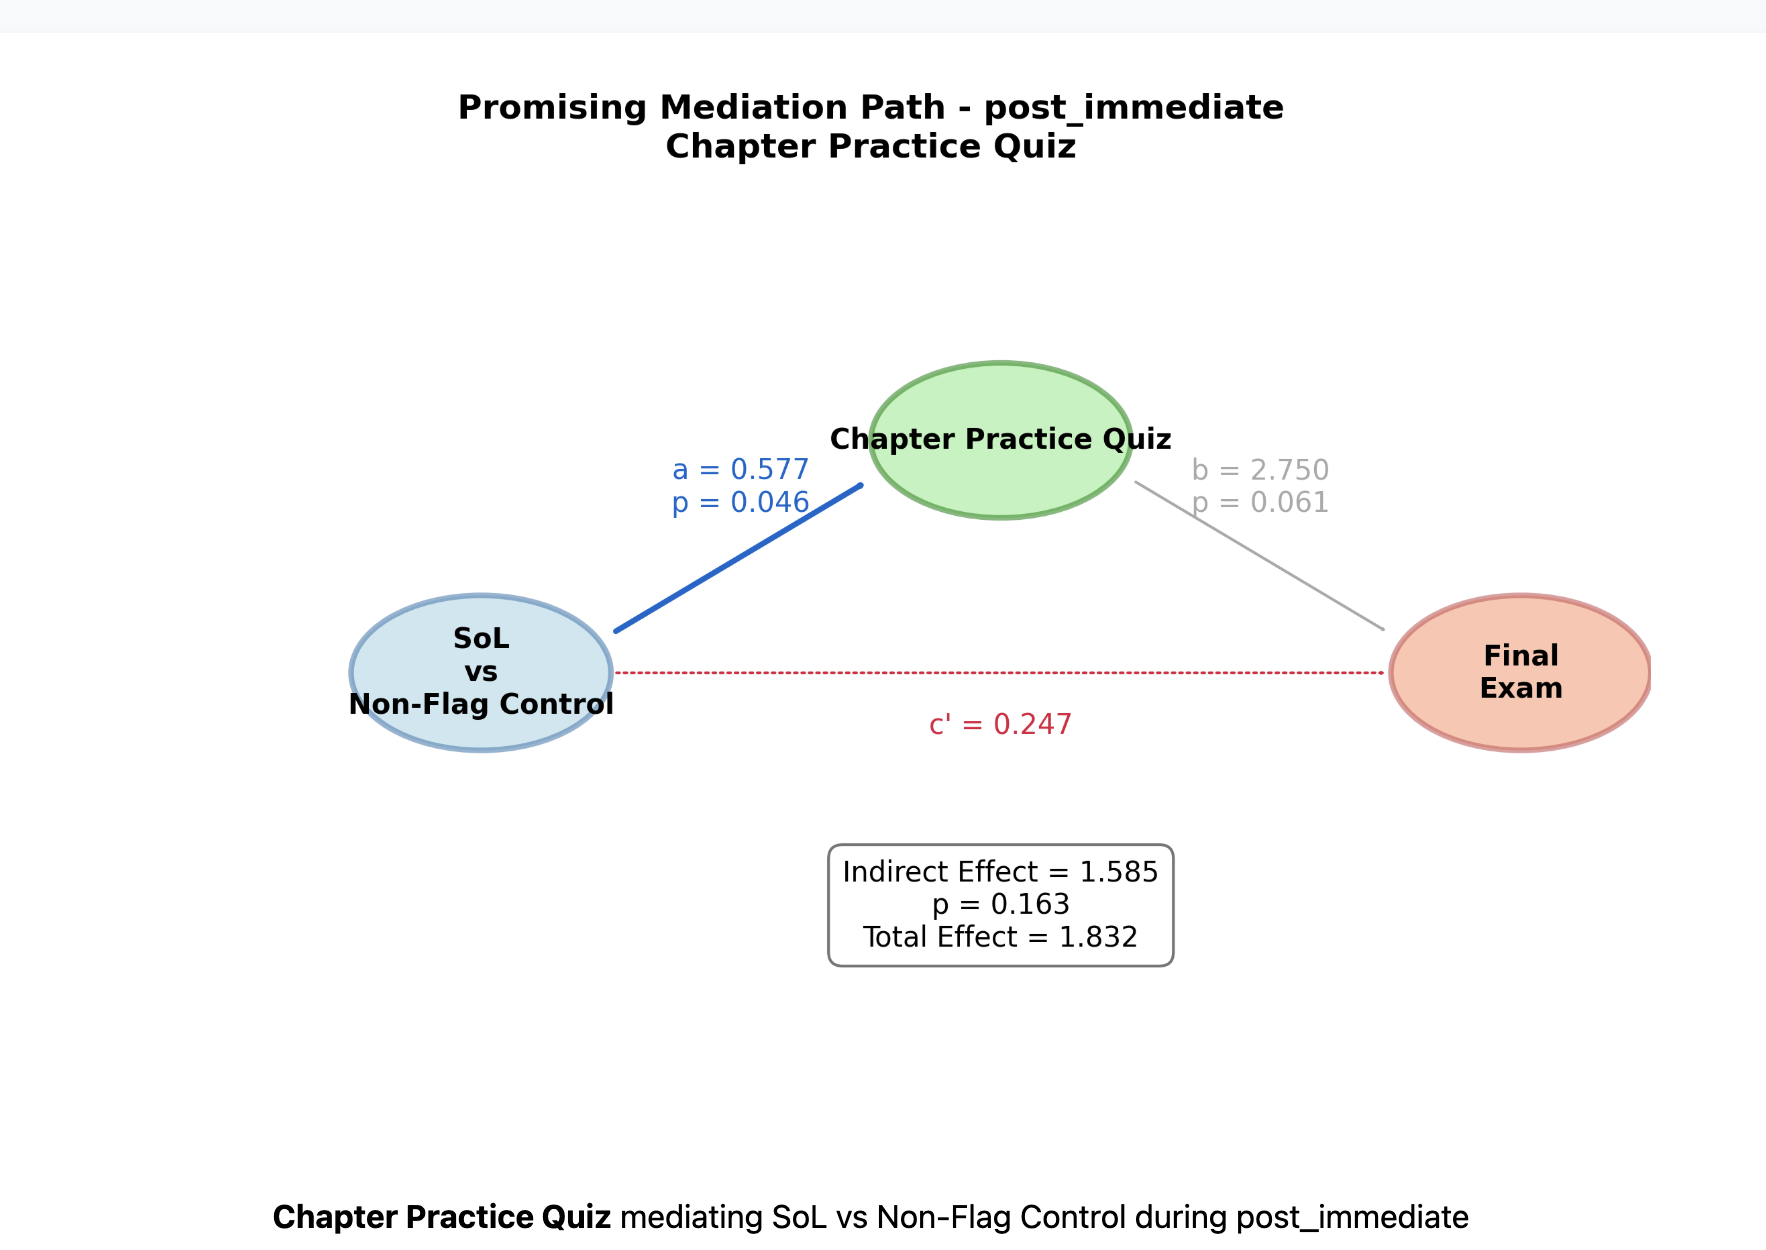 Promising Mediation Path - post_immediate
Chapter Practice Quiz
Chapter Practice Quiz
a = 0.577
p = 0.046
b = 2.750
p = 0.061
SoL
vs
Non-Flag Control
Final
Exam
c' = 0.247
Indirect Effect = 1.585
p = 0.163
Total Effect = 1.832
Chapter Practice Quiz mediating SoL vs Non-Flag Control during post_immediate